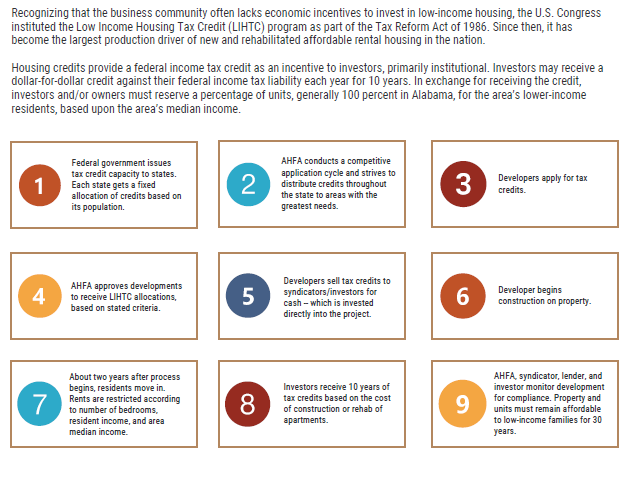 Recognizing that the business community often lacks economic incentives to invest in low-income housing, the U.S. Congress
instituted the Low Income Housing Tax Credit (LIHTC) program as part of the Tax Reform Act of 1986. Since then, it has
become the largest production driver of new and rehabilitated affordable rental housing in the nation.
Housing credits provide a federal income tax credit as an incentive to investors, primarily institutional. Investors may receive a
dollar-for-dollar credit against their federal income tax liability each year for 10 years. In exchange for receiving the credit,
investors and/or owners must reserve a percentage of units, generally 100 percent in Alabama, for the area's lower-income
residents, based upon the area's median income.
1
Federal government issues
tax credit capacity to states.
Each state gets a fixed
allocation of credits based on
its population.
2
AHFA conducts a competitive
application cycle and strives to
distribute credits throughout
the state to areas with the
greatest needs.
3
Developers apply for tax
credits.
4
AHFA approves developments
to receive LIHTC allocations,
based on stated criteria.
5
Developers sell tax credits to
syndicators/investors for
cash – which is invested
directly into the project.
6
Developer begins
construction on property.
7
About two years after process
begins, residents move in.
Rents are restricted according
to number of bedrooms,
resident income, and area
median income.
8
Investors receive 10 years of
tax credits based on the cost
of construction or rehab of
apartments.
9
AHFA, syndicator, lender, and
investor monitor development
for compliance. Property and
units must remain affordable
to low-income families for 30
years.